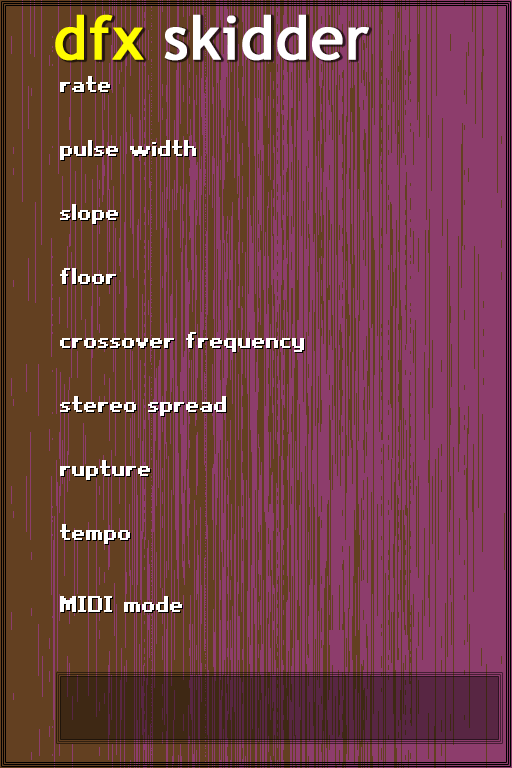 dfx skidder
rate
pulse width
slope
floor
crossover frequency
stereo spread
rupture
tempo
MIDI mode